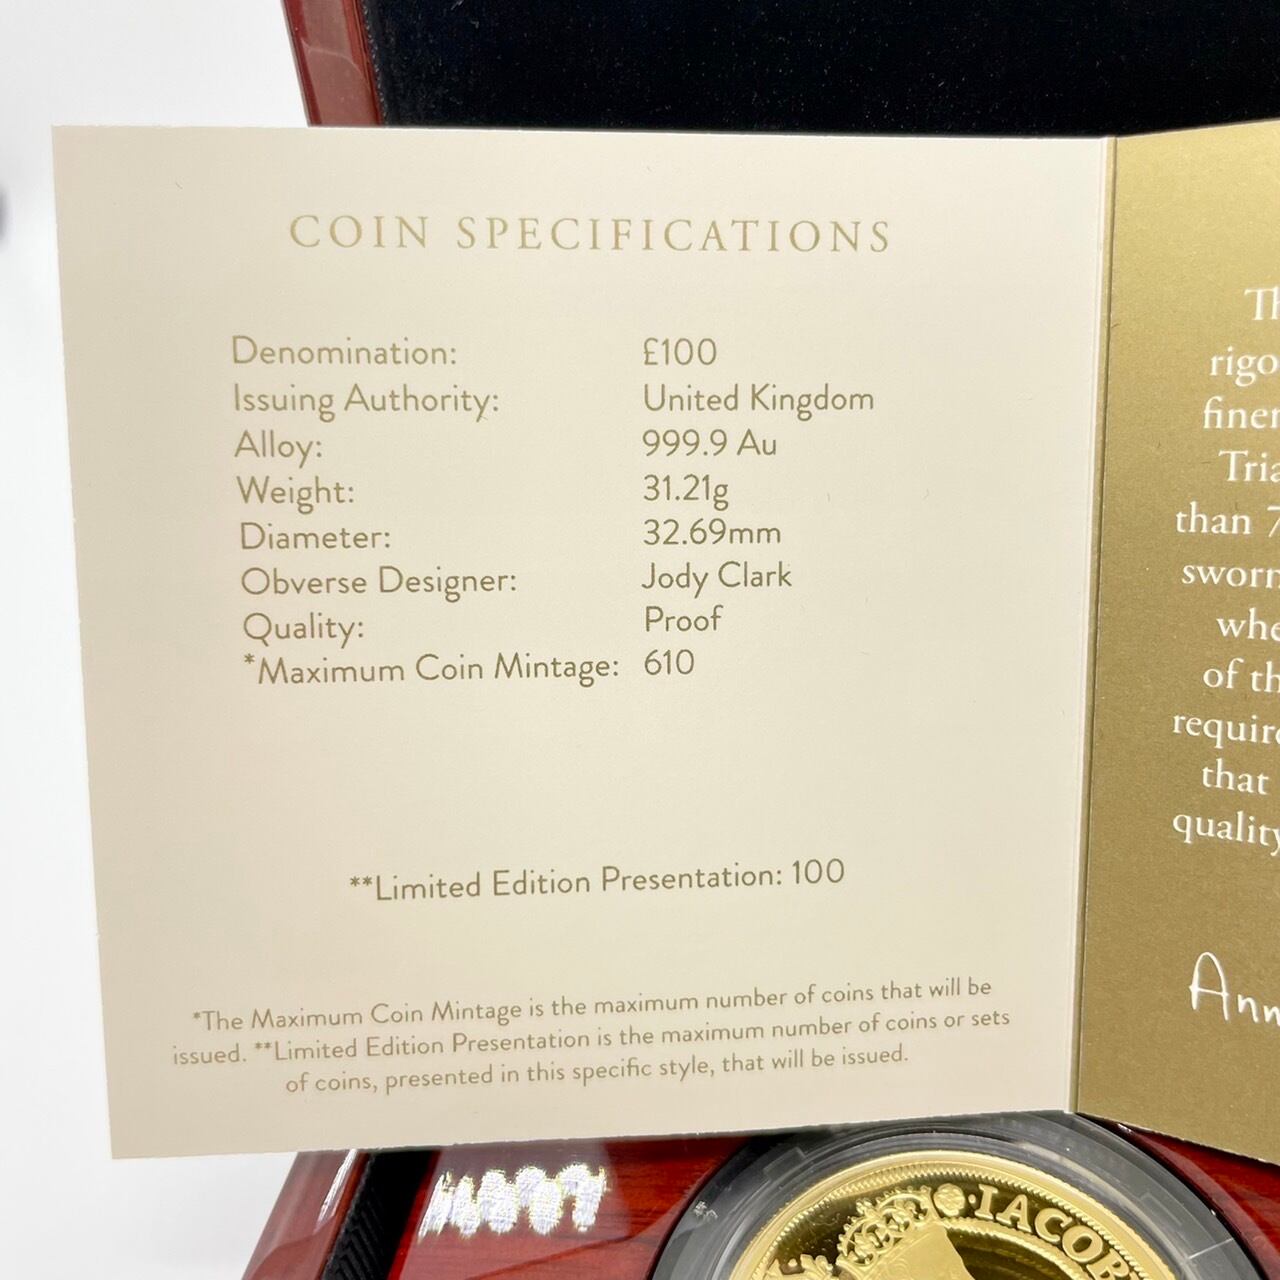 COIN SPECIFICATIONS
Denomination: £100
Issuing Authority: United Kingdom
Alloy: 999.9 Au
Weight: 31.21g
Diameter: 32.69mm
Obverse Designer: Jody Clark
Quality: Proof
*Maximum Coin Mintage: 610
**Limited Edition Presentation: 100
*The Maximum Coin Mintage is the maximum number of coins that will be
issued. **Limited Edition Presentation is the maximum number of coins or sets
of coins, presented in this specific style, that will be issued.
than 7
of th
that
quality
Ann
· IACOB